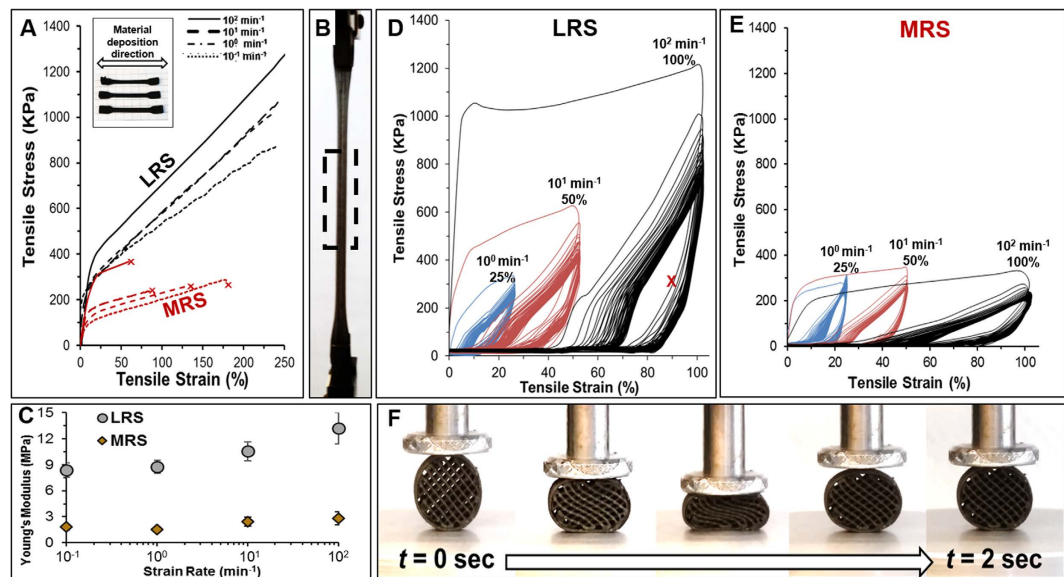 A
Material
deposition
direction
10² min⁻¹
10¹ min⁻¹
10⁰ min⁻¹
10⁻¹ min⁻¹
1400
1200
1000
800
600
400
200
0
Tensile Stress (KPa)
LRS
MRS
0
50
100
150
200
250
Tensile Strain (%)
B
D
LRS
1400
1200
1000
800
600
400
200
0
Tensile Stress (KPa)
10² min⁻¹
100%
10¹ min⁻¹
50%
10⁰ min⁻¹
25%
X
0
20
40
60
80
100
Tensile Strain (%)
E
MRS
1400
1200
1000
800
600
400
200
0
Tensile Stress (KPa)
10⁰ min⁻¹
25%
10¹ min⁻¹
50%
10² min⁻¹
100%
0
20
40
60
80
100
Tensile Strain (%)
C
LRS
MRS
15
12
9
6
3
0
Young's Modulus (MPa)
10⁻¹
10⁰
10¹
10²
Strain Rate (min⁻¹)
F
t = 0 sec
t = 2 sec